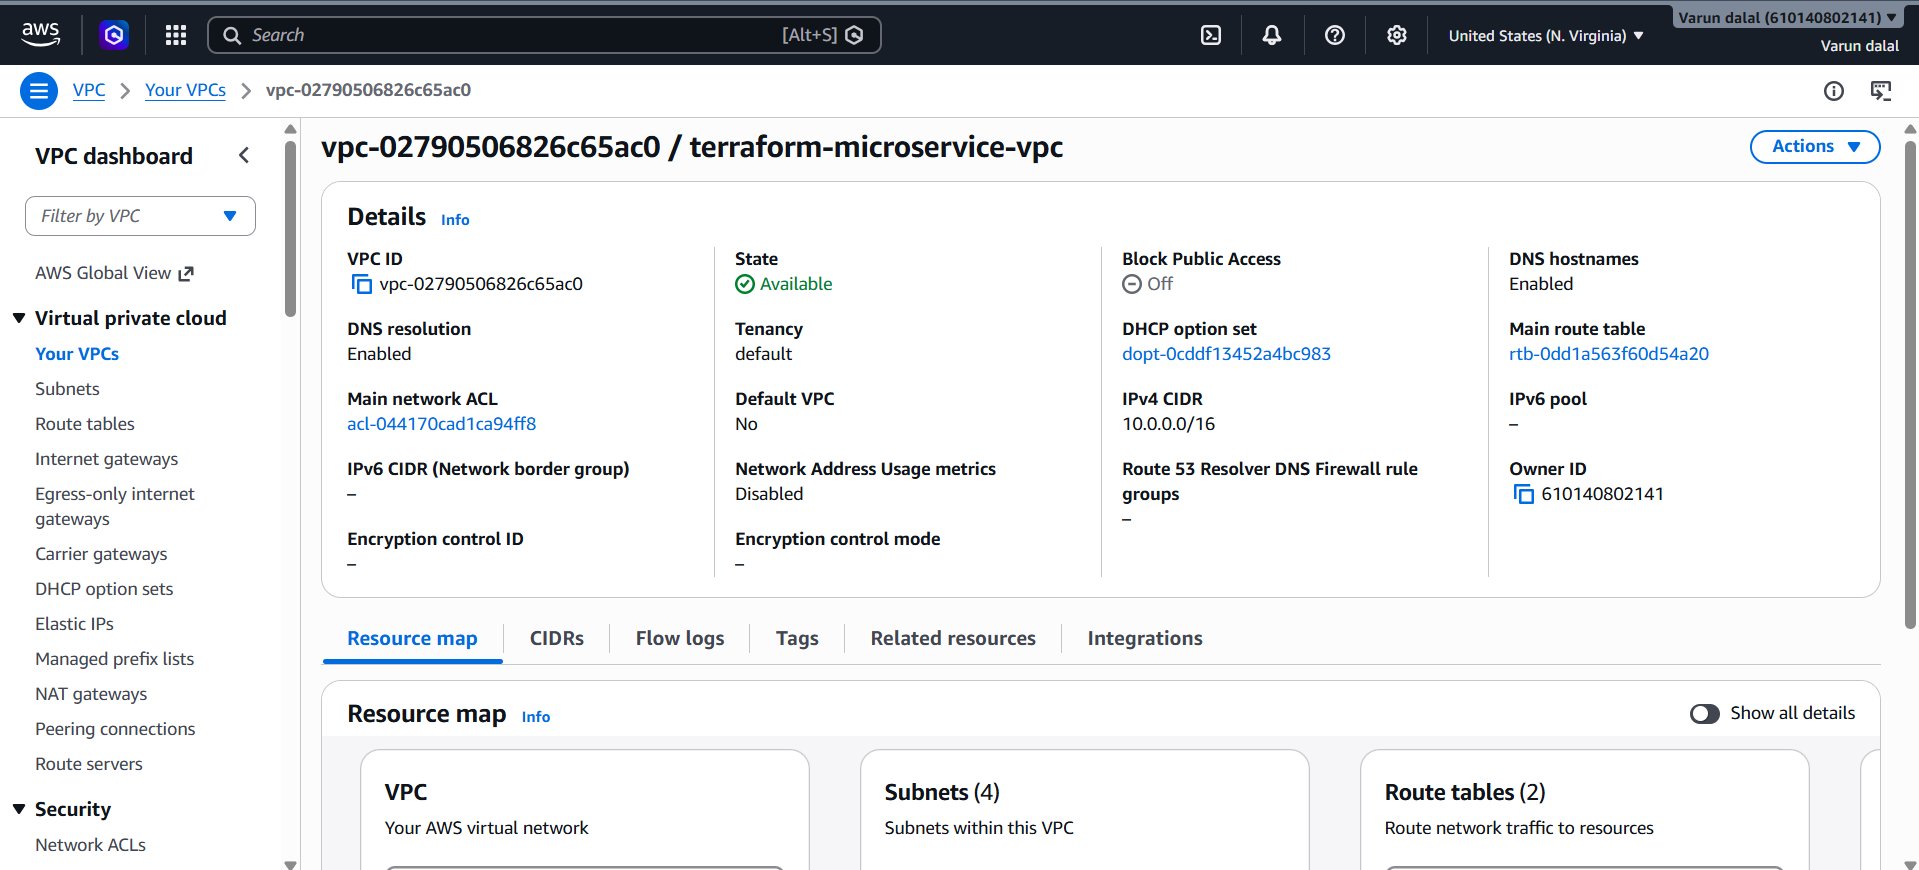 aws
Search [Alt+S]
United States (N. Virginia)
Varun dalal (610140802141)
Varun dalal
VPC
Your VPCs
vpc-02790506826c65ac0
VPC dashboard
Filter by VPC
AWS Global View
Virtual private cloud
Your VPCs
Subnets
Route tables
Internet gateways
Egress-only internet
gateways
Carrier gateways
DHCP option sets
Elastic IPs
Managed prefix lists
NAT gateways
Peering connections
Route servers
Security
Network ACLs
vpc-02790506826c65ac0 / terraform-microservice-vpc
Actions
Details Info
VPC ID
vpc-02790506826c65ac0
State
Available
Block Public Access
Off
DNS hostnames
Enabled
DNS resolution
Enabled
Tenancy
default
DHCP option set
dopt-0cddf13452a4bc983
Main route table
rtb-0dd1a563f60d54a20
Main network ACL
acl-044170cad1ca94ff8
Default VPC
No
IPv4 CIDR
10.0.0.0/16
IPv6 pool
–
IPv6 CIDR (Network border group)
–
Network Address Usage metrics
Disabled
Route 53 Resolver DNS Firewall rule
groups
–
Owner ID
610140802141
Encryption control ID
–
Encryption control mode
–
Resource map
CIDRs
Flow logs
Tags
Related resources
Integrations
Resource map Info
Show all details
VPC
Your AWS virtual network
Subnets (4)
Subnets within this VPC
Route tables (2)
Route network traffic to resources